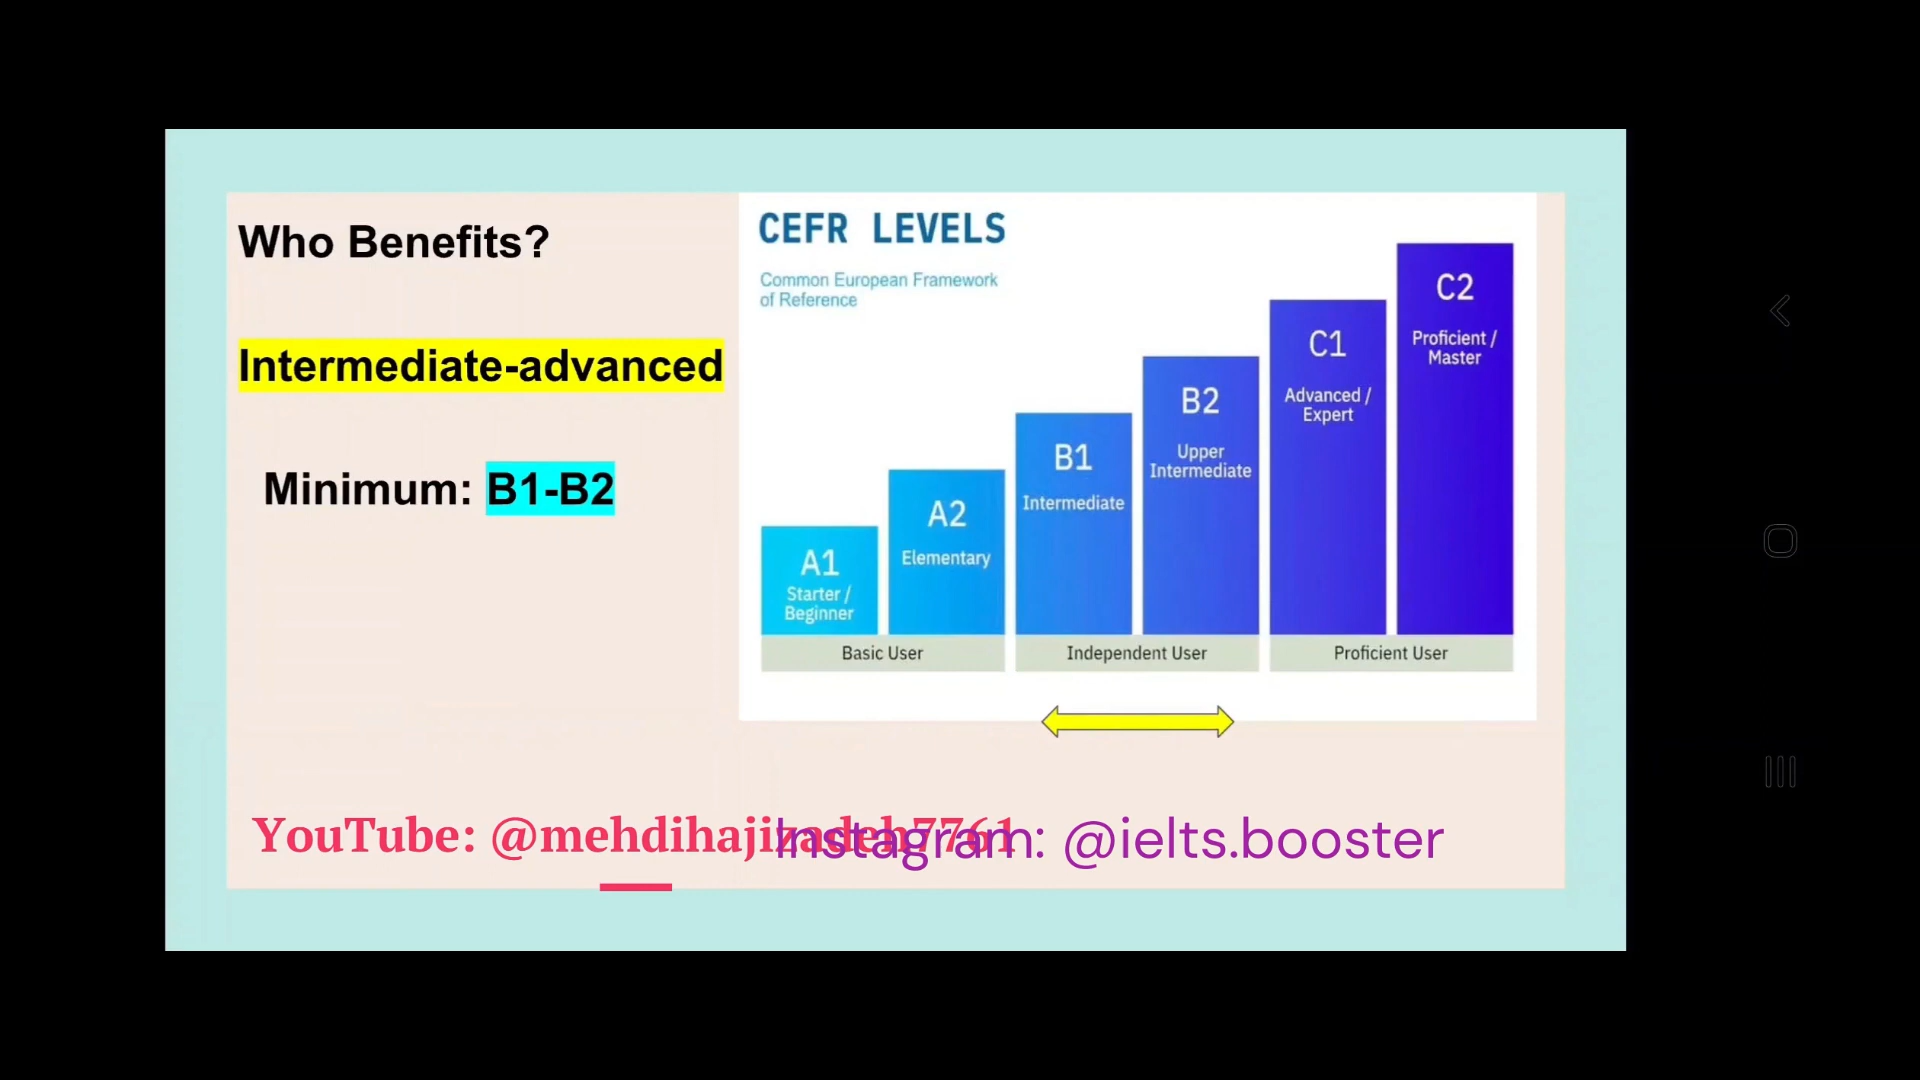 Who Benefits?
Intermediate-advanced
Minimum: B1-B2
CEFR LEVELS
Common European Framework
of Reference
A1
Starter /
Beginner
A2
Elementary
B1
Intermediate
B2
Upper
Intermediate
C1
Advanced /
Expert
C2
Proficient /
Master
Basic User
Independent User
Proficient User
YouTube: @mehdihajizadeh7761
Instagram: @ielts.booster